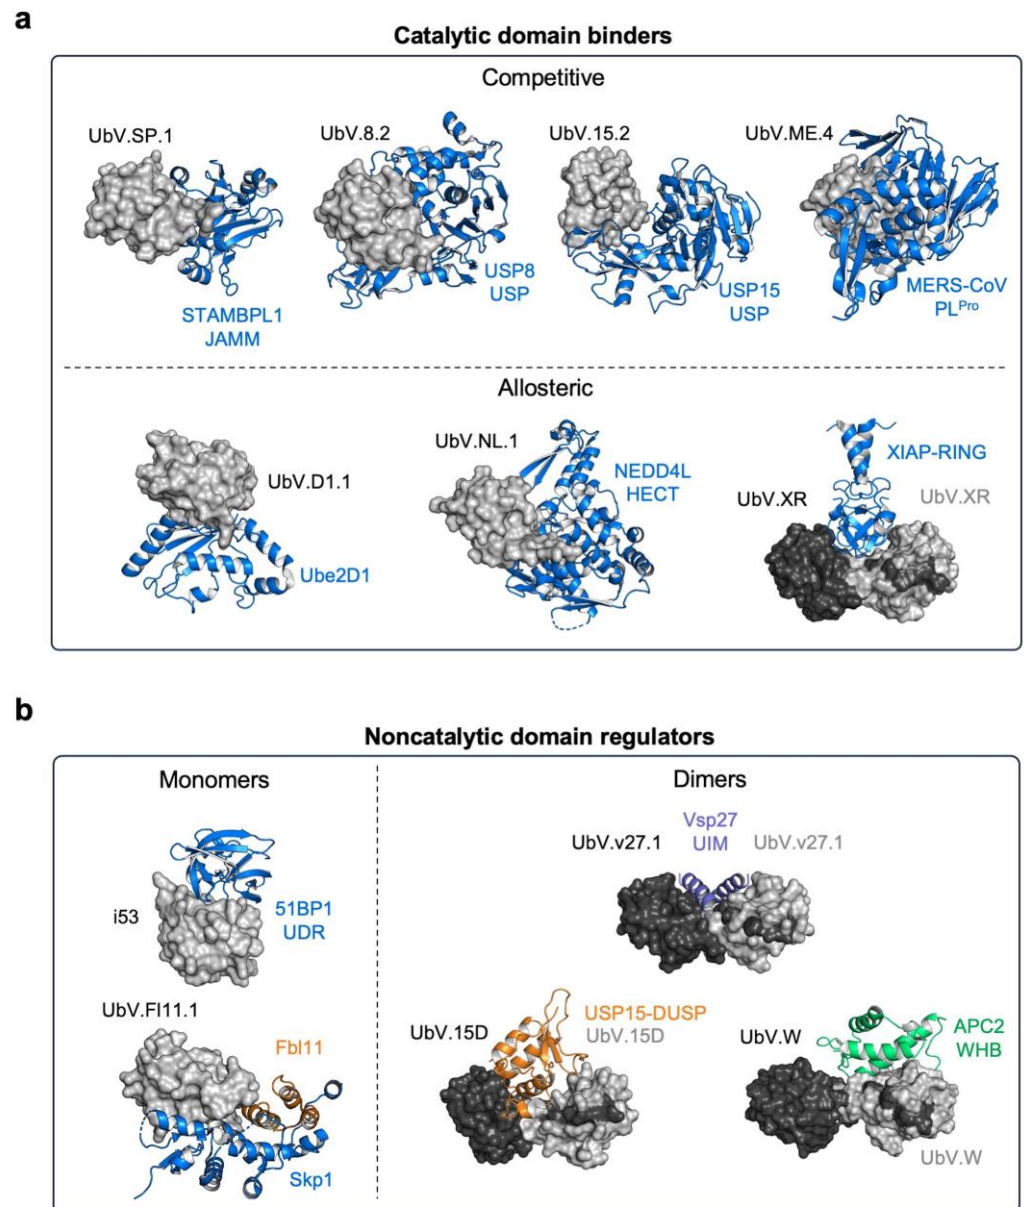 a
Catalytic domain binders
Competitive
UbV.SP.1
UbV.8.2
UbV.15.2
UbV.ME.4
STAMBPL1
JAMM
USP8
USP
USP15
USP
MERS-CoV
PLPro
Allosteric
UbV.D1.1
Ube2D1
UbV.NL.1
NEDD4L
HECT
XIAP-RING
UbV.XR
UbV.XR
b
Noncatalytic domain regulators
Monomers
Dimers
i53
51BP1
UDR
UbV.Fl11.1
Fbl11
Skp1
Vsp27
UIM
UbV.v27.1
UbV.v27.1
UbV.15D
USP15-DUSP
UbV.15D
UbV.W
APC2
WHB
UbV.W